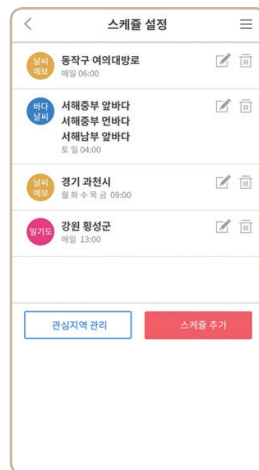 스케쥴 설정
날씨
예보
동작구 여의대방로
매일 06:00
바다
날씨
서해중부 앞바다
서해중부 먼바다
서해남부 앞바다
토 일 04:00
날씨
예보
경기 과천시
월 화 수 목 금 09:00
일기도
강원 횡성군
매일 13:00
관심지역 관리
스케쥴 추가